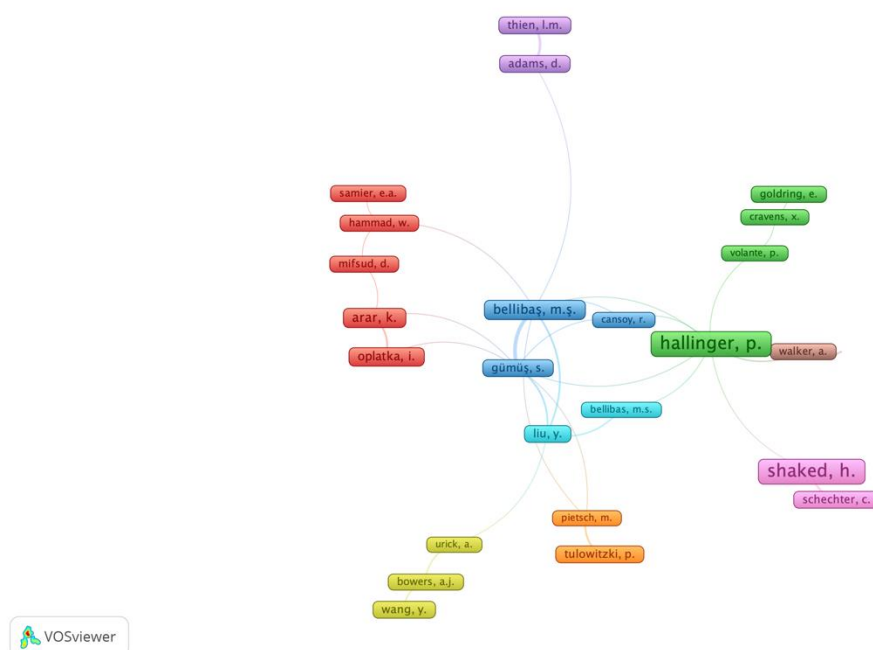 thien, l.m.
adams, d.
samier, e.a.
goldring, e.
hammad, w.
cravens, x.
volante, p.
mifsud, d.
bellibaş, m.ş.
arar, k.
cansoy, r.
hallinger, p.
walker, a.
oplatka, i.
gümüş, s.
bellibas, m.s.
liu, y.
shaked, h.
schechter, c.
pietsch, m.
urick, a.
tulowitzki, p.
bowers, a.j.
wang, y.
VOSviewer